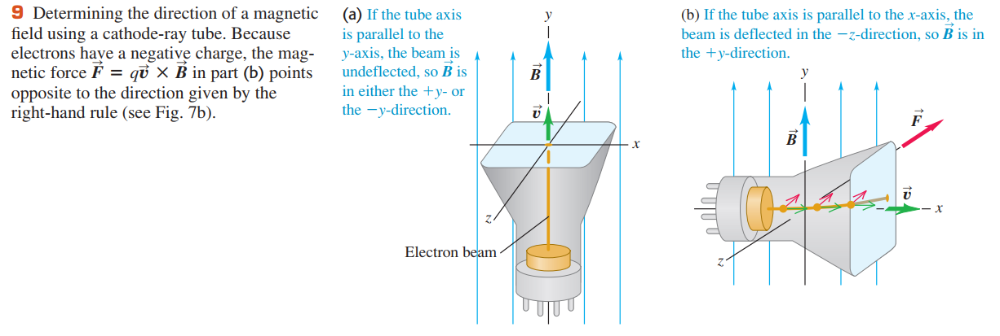 9 Determining the direction of a magnetic
field using a cathode-ray tube. Because
electrons have a negative charge, the mag-
netic force F⃗ = qv⃗ × B⃗ in part (b) points
opposite to the direction given by the
right-hand rule (see Fig. 7b).
(a) If the tube axis
is parallel to the
y-axis, the beam is
undeflected, so B⃗ is
in either the +y- or
the −y-direction.
y
B⃗
v⃗
x
z
Electron beam
(b) If the tube axis is parallel to the x-axis, the
beam is deflected in the −z-direction, so B⃗ is in
the +y-direction.
y
F⃗
B⃗
v⃗
x
z